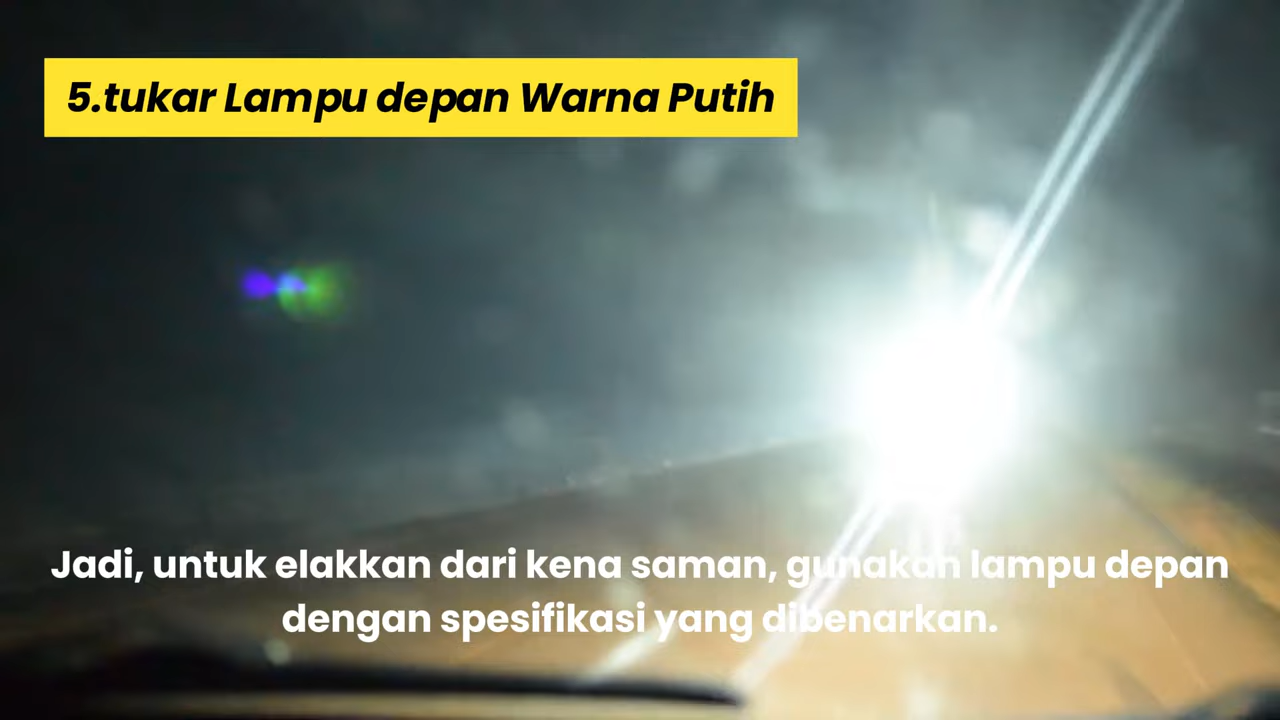 5.tukar Lampu depan Warna Putih
Jadi, untuk elakkan dari kena saman, gunakan lampu depan
dengan spesifikasi yang dibenarkan.